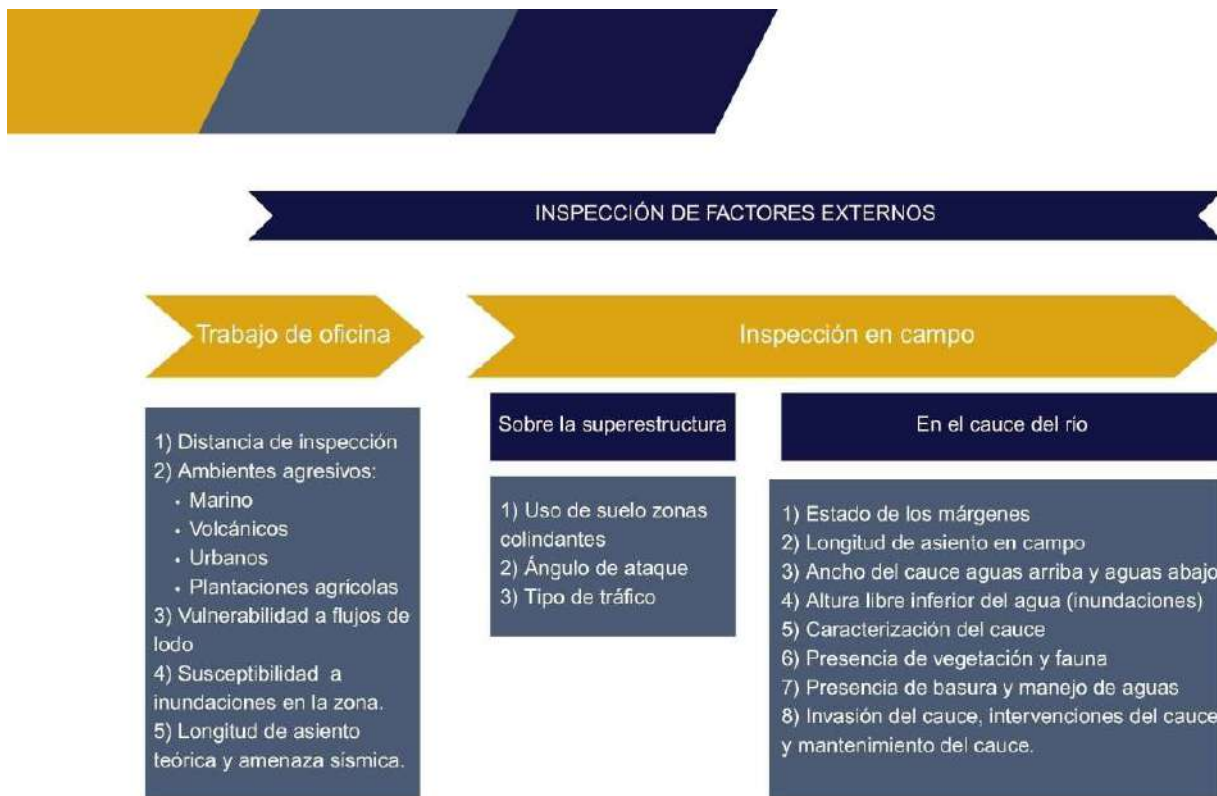 INSPECCIÓN DE FACTORES EXTERNOS
Trabajo de oficina
1) Distancia de inspección
2) Ambientes agresivos:
• Marino
• Volcánicos
• Urbanos
• Plantaciones agrícolas
3) Vulnerabilidad a flujos de
lodo
4) Susceptibilidad a
inundaciones en la zona.
5) Longitud de asiento
teórica y amenaza sísmica.
Inspección en campo
Sobre la superestructura
1) Uso de suelo zonas
colindantes
2) Ángulo de ataque
3) Tipo de tráfico
En el cauce del río
1) Estado de los márgenes
2) Longitud de asiento en campo
3) Ancho del cauce aguas arriba y aguas abajo
4) Altura libre inferior del agua (inundaciones)
5) Caracterización del cauce
6) Presencia de vegetación y fauna
7) Presencia de basura y manejo de aguas
8) Invasión del cauce, intervenciones del cauce
y mantenimiento del cauce.